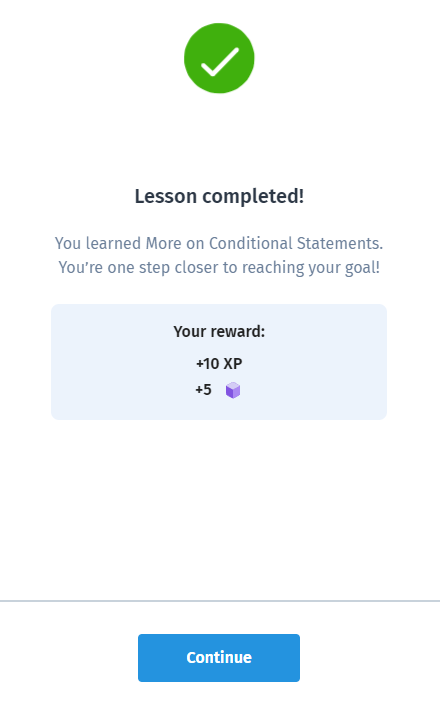 Lesson completed!
You learned More on Conditional Statements.
You're one step closer to reaching your goal!
Your reward:
+10 XP
+5
Continue